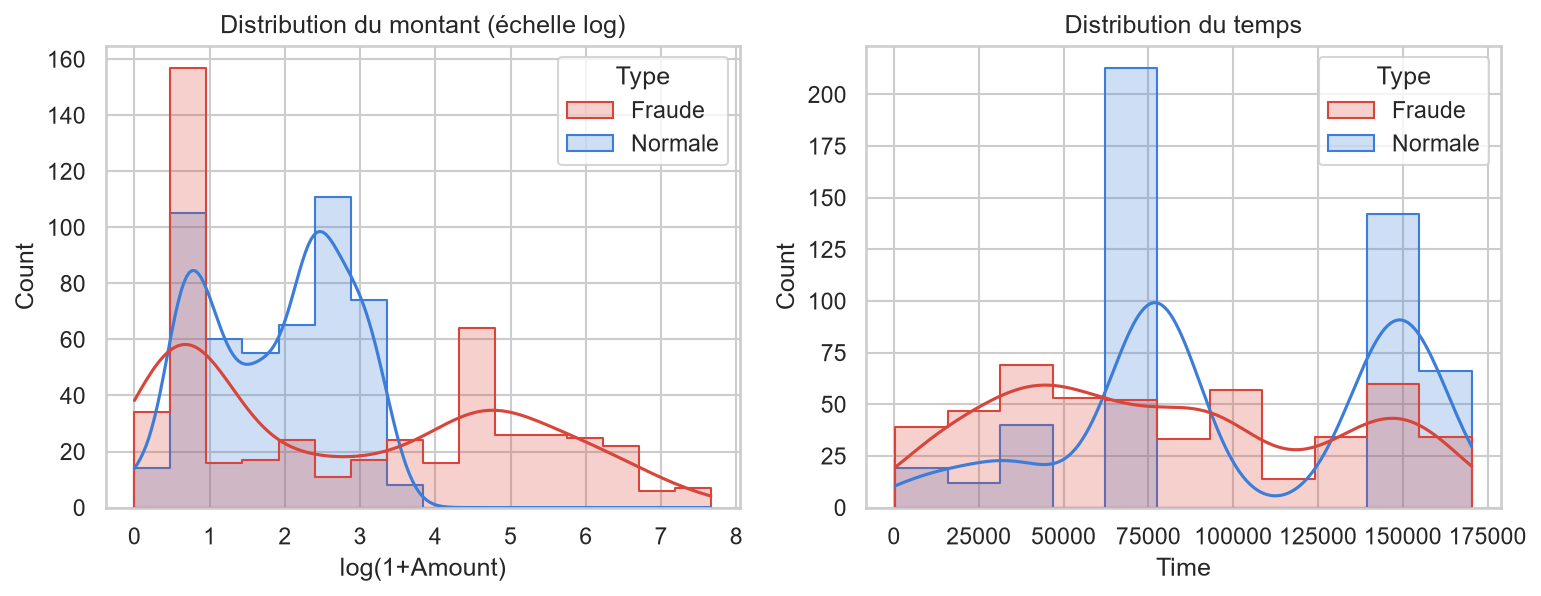 Distribution du montant (échelle log)
160
140
120
100
80
60
40
20
0
Count
Type
Fraude
Normale
0 1 2 3 4 5 6 7 8
log(1+Amount)
Distribution du temps
200
175
150
125
100
75
50
25
0
Count
Type
Fraude
Normale
0 25000 50000 75000 100000 125000 150000 175000
Time